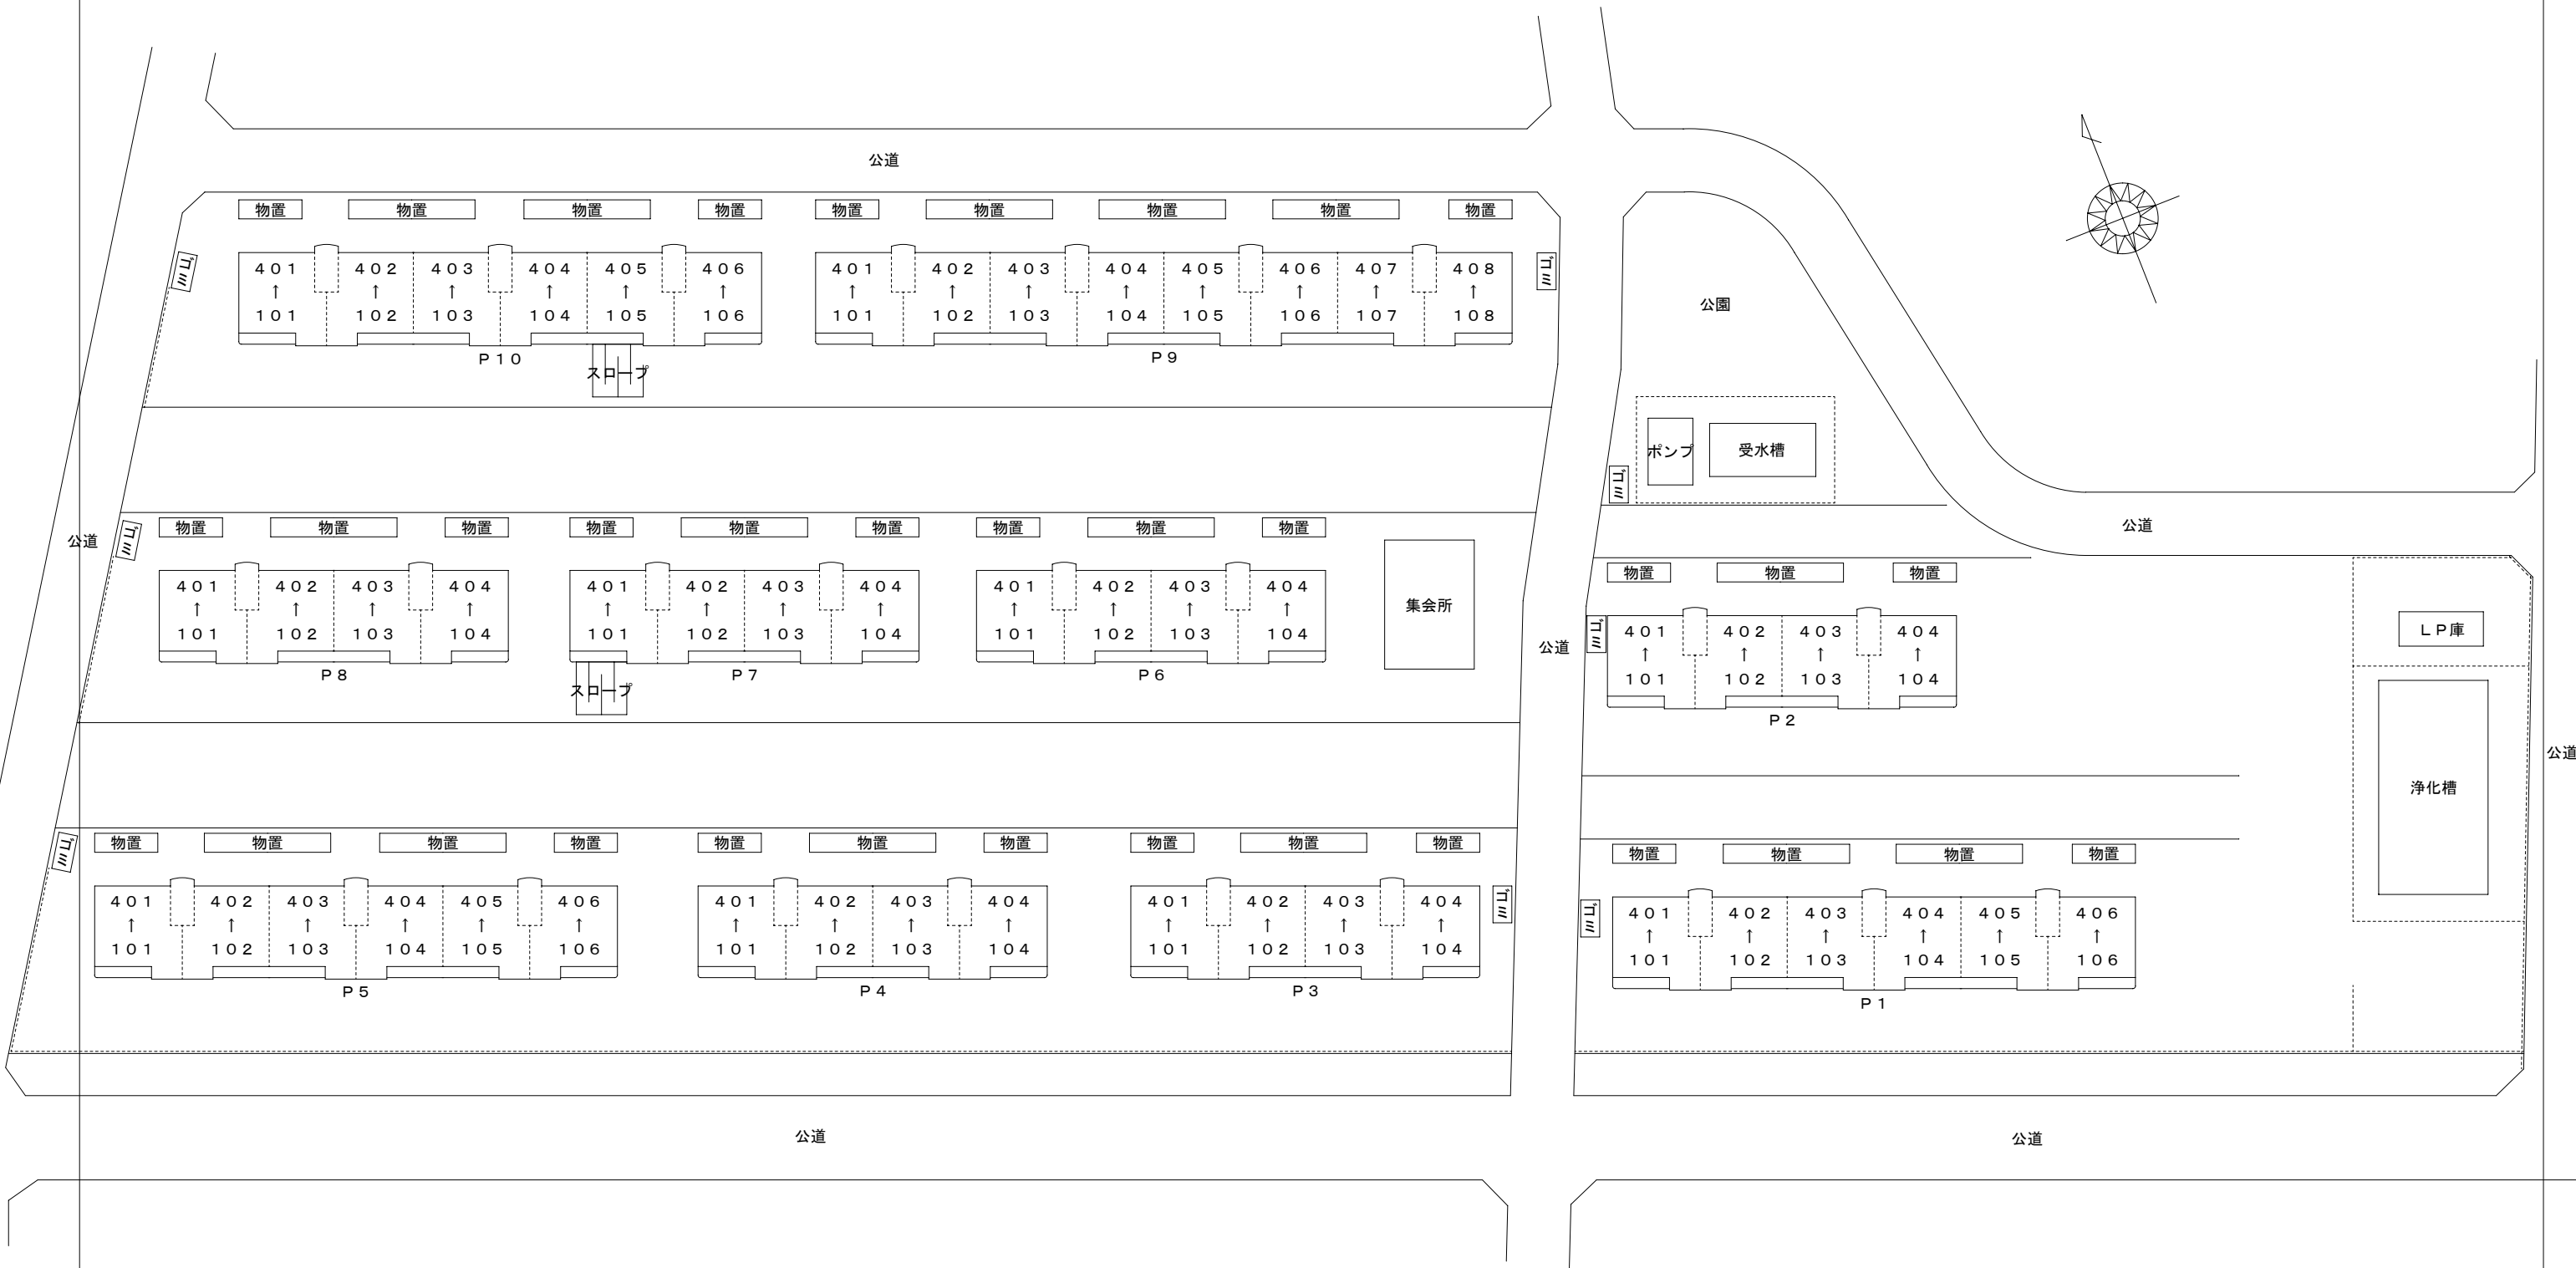 公道
物置 物置 物置 物置 物置 物置 物置 物置 物置
ゴミ
401 402 403 404 405 406
↑ ↑ ↑ ↑ ↑ ↑
101 102 103 104 105 106
P10
スロープ
401 402 403 404 405 406 407 408
↑ ↑ ↑ ↑ ↑ ↑ ↑ ↑
101 102 103 104 105 106 107 108
P9
ゴミ
公園
ポンプ
受水槽
ゴミ
公道
公道
ゴミ
物置 物置 物置
401 402 403 404
↑ ↑ ↑ ↑
101 102 103 104
P8
物置 物置 物置
401 402 403 404
↑ ↑ ↑ ↑
101 102 103 104
P7
スロープ
物置 物置 物置
401 402 403 404
↑ ↑ ↑ ↑
101 102 103 104
P6
集会所
公道
ゴミ
物置 物置 物置
401 402 403 404
↑ ↑ ↑ ↑
101 102 103 104
P2
LP庫
浄化槽
公道
ゴミ
物置 物置 物置 物置
401 402 403 404 405 406
↑ ↑ ↑ ↑ ↑ ↑
101 102 103 104 105 106
P5
物置 物置 物置
401 402 403 404
↑ ↑ ↑ ↑
101 102 103 104
P4
物置 物置 物置
401 402 403 404
↑ ↑ ↑ ↑
101 102 103 104
P3
ゴミ
ゴミ
物置 物置 物置 物置
401 402 403 404 405 406
↑ ↑ ↑ ↑ ↑ ↑
101 102 103 104 105 106
P1
公道
公道